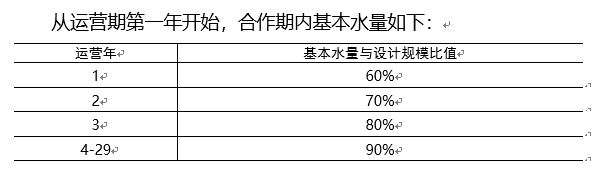 从运营期第一年开始，合作期内基本水量如下：
运营年 基本水量与设计规模比值
1 60%
2 70%
3 80%
4-29 90%